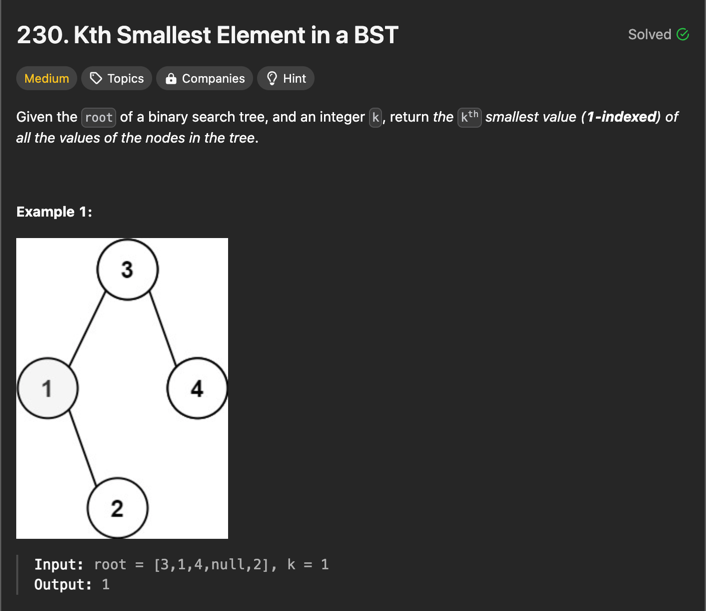 230. Kth Smallest Element in a BST
Solved
Medium Topics Companies Hint
Given the root of a binary search tree, and an integer k, return the kth smallest value (1-indexed) of
all the values of the nodes in the tree.
Example 1:
3
1
4
2
Input: root = [3,1,4,null,2], k = 1
Output: 1